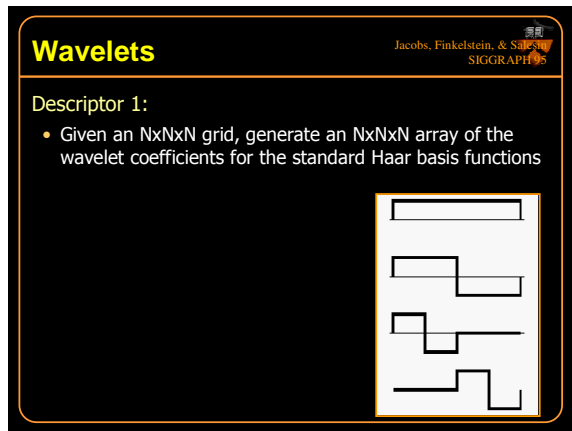 Wavelets
Jacobs, Finkelstein, & Salesin
SIGGRAPH 95
Descriptor 1:
• Given an NxNxN grid, generate an NxNxN array of the
wavelet coefficients for the standard Haar basis functions